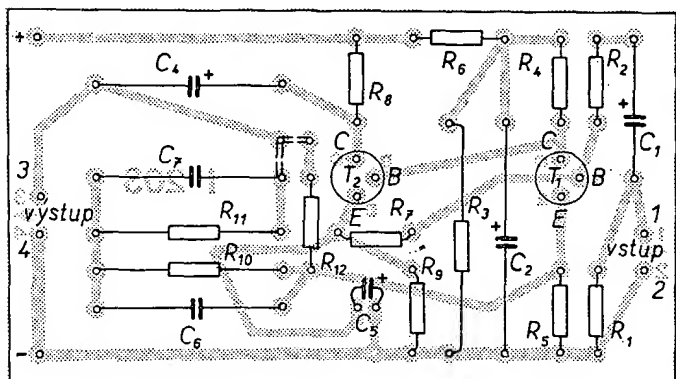 +
C4 +
R8
R6
R4
R2
+
C1
3
C7
C
T2
B
E
C
T1
B
E
výstup
4
R11
R10
R12
R7
R3
+
C2
R9
1
vstup
2
+
C5
C6
R5
R1
-